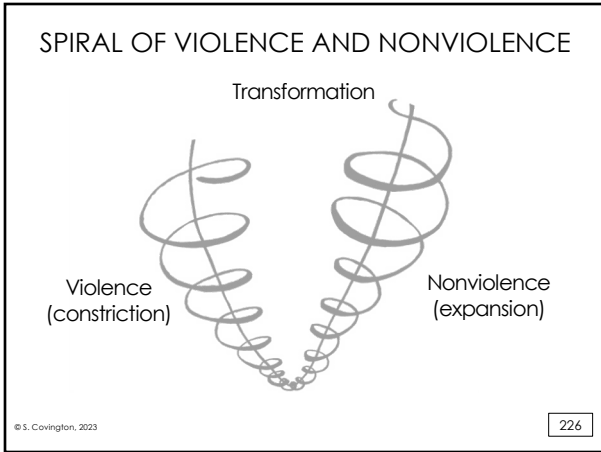 SPIRAL OF VIOLENCE AND NONVIOLENCE
Transformation
Violence
(constriction)
Nonviolence
(expansion)
© S. Covington, 2023
226